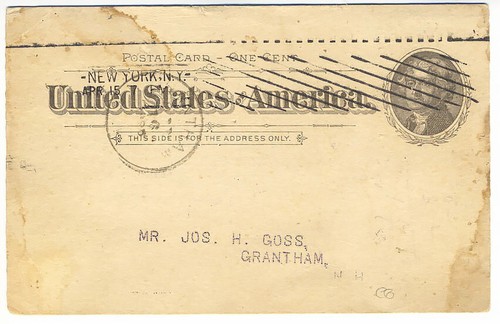 POSTAL CARD - ONE CENT.
-NEW YORK, N.Y.-
APR 15
United States of America.
THIS SIDE IS FOR THE ADDRESS ONLY.
MR. JOS. H. GOSS,
GRANTHAM,
N H.